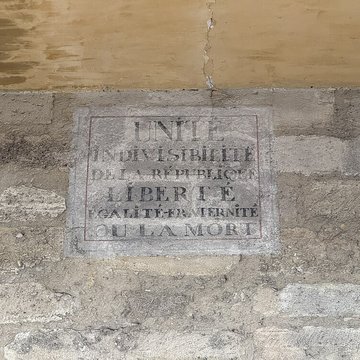 UNITÉ
INDIVISIBILITÉ
DE LA RÉPUBLIQUE
LIBERTÉ
ÉGALITÉ-FRATERNITÉ
OU LA MORT